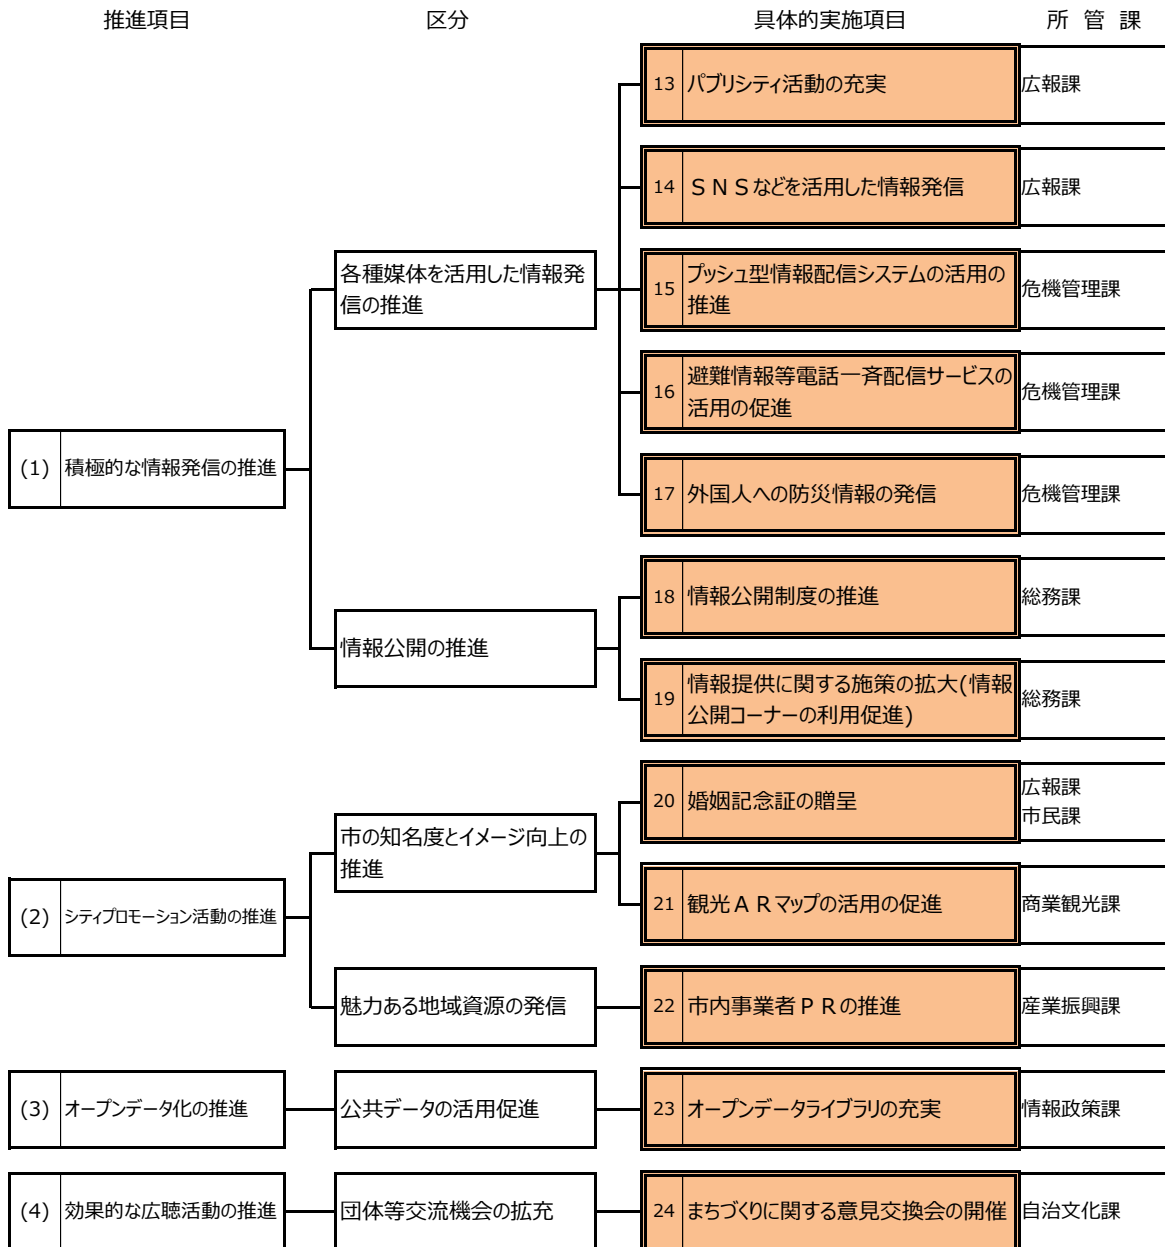 推進項目 区分 具体的実施項目 所管課
13 パブリシティ活動の充実 広報課
14 ＳＮＳなどを活用した情報発信 広報課
各種媒体を活用した情報発
信の推進
15 プッシュ型情報配信システムの活用の
推進
危機管理課
16 避難情報等電話一斉配信サービスの
活用の促進
危機管理課
(1) 積極的な情報発信の推進
17 外国人への防災情報の発信 危機管理課
18 情報公開制度の推進 総務課
情報公開の推進
19 情報提供に関する施策の拡大(情報
公開コーナーの利用促進)
総務課
20 婚姻記念証の贈呈
広報課
市民課
市の知名度とイメージ向上の
推進
(2) シティプロモーション活動の推進
21 観光ＡＲマップの活用の促進 商業観光課
魅力ある地域資源の発信
22 市内事業者ＰＲの推進 産業振興課
(3) オープンデータ化の推進 公共データの活用促進 23 オープンデータライブラリの充実 情報政策課
(4) 効果的な広聴活動の推進 団体等交流機会の拡充 24 まちづくりに関する意見交換会の開催 自治文化課